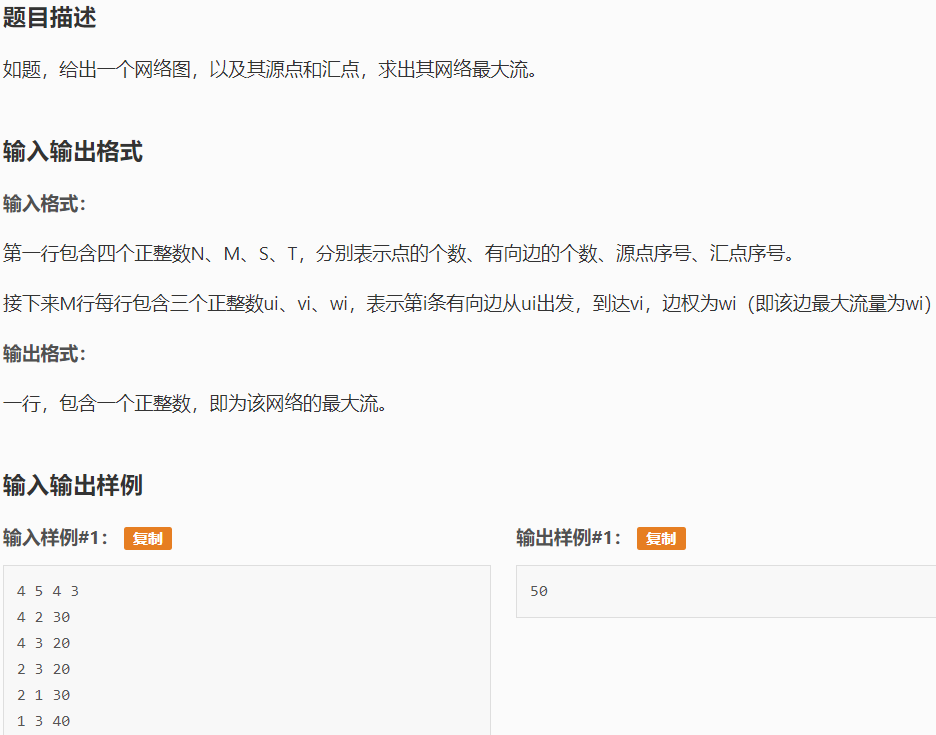 题目描述
如题，给出一个网络图，以及其源点和汇点，求出其网络最大流。
输入输出格式
输入格式：
第一行包含四个正整数N、M、S、T，分别表示点的个数、有向边的个数、源点序号、汇点序号。
接下来M行每行包含三个正整数ui、vi、wi，表示第i条有向边从ui出发，到达vi，边权为wi（即该边最大流量为wi）
输出格式：
一行，包含一个正整数，即为该网络的最大流。
输入输出样例
输入样例#1： 复制
4 5 4 3
4 2 30
4 3 20
2 3 20
2 1 30
1 3 40
输出样例#1： 复制
50